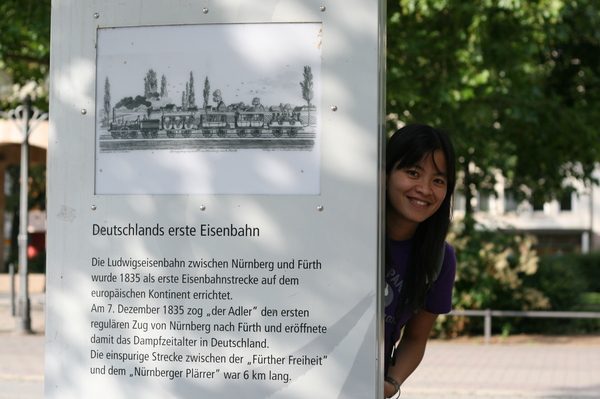 Deutschlands erste Eisenbahn
Die Ludwigseisenbahn zwischen Nürnberg und Fürth
wurde 1835 als erste Eisenbahnstrecke auf dem
europäischen Kontinent errichtet.
Am 7. Dezember 1835 zog „der Adler" den ersten
regulären Zug von Nürnberg nach Fürth und eröffnete
damit das Dampfzeitalter in Deutschland.
Die einspurige Strecke zwischen der „Fürther Freiheit"
und dem „Nürnberger Plärrer" war 6 km lang.